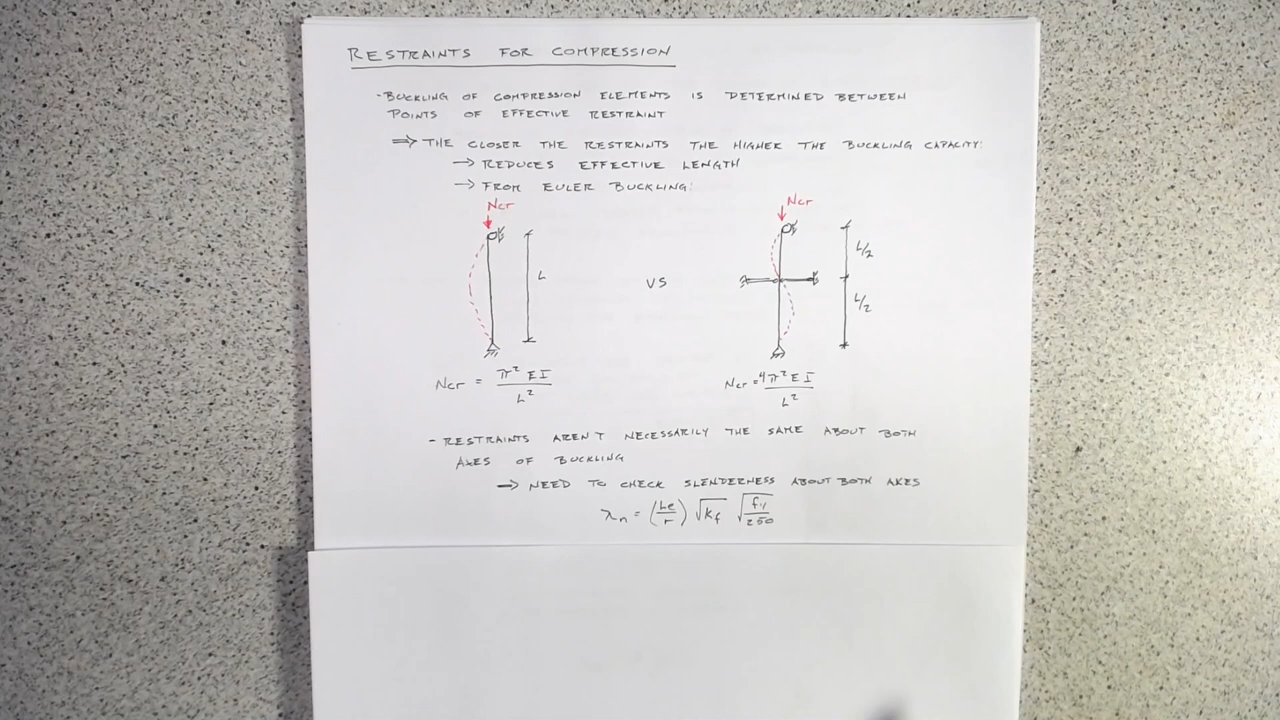 RESTRAINTS FOR COMPRESSION
-BUCKLING OF COMPRESSION ELEMENTS IS DETERMINED BETWEEN
POINTS OF EFFECTIVE RESTRAINT
⇒ THE CLOSER THE RESTRAINTS THE HIGHER THE BUCKLING CAPACITY:
→ REDUCES EFFECTIVE LENGTH
→ FROM EULER BUCKLING:
Ncr
Ncr
L
VS
L/2
L/2
Ncr = π² EI / L²
Ncr = 4π² EI / L²
- RESTRAINTS AREN'T NECESSARILY THE SAME ABOUT BOTH
AXES OF BUCKLING
⇒ NEED TO CHECK SLENDERNESS ABOUT BOTH AXES
λn = (Le/r) √kf √(fy/250)